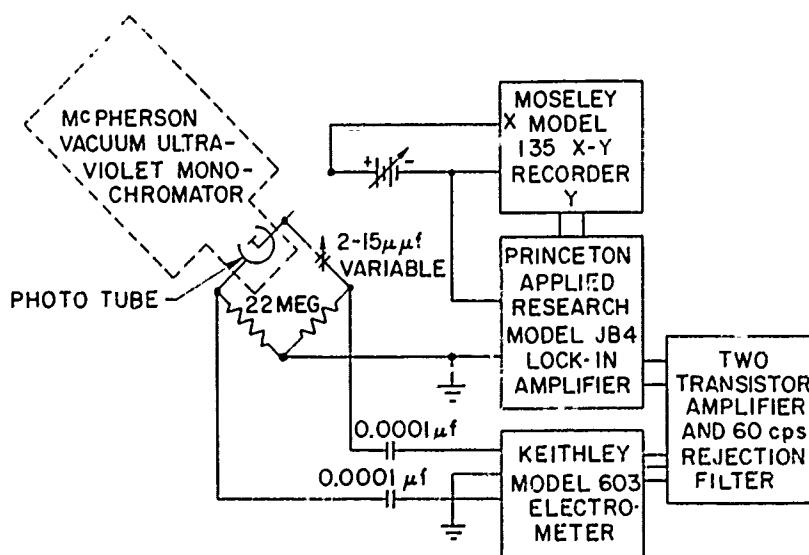 McPHERSON
VACUUM ULTRA-
VIOLET MONO-
CHROMATOR
PHOTO TUBE
2-15μμf
VARIABLE
22 MEG
+ -
MOSELEY
X MODEL
135 X-Y
RECORDER
Y
PRINCETON
APPLIED
RESEARCH
MODEL JB4
LOCK-IN
AMPLIFIER
TWO
TRANSISTOR
AMPLIFIER
AND 60 cps
REJECTION
FILTER
0.0001μf
0.0001 μf
KEITHLEY
MODEL 603
ELECTRO-
METER